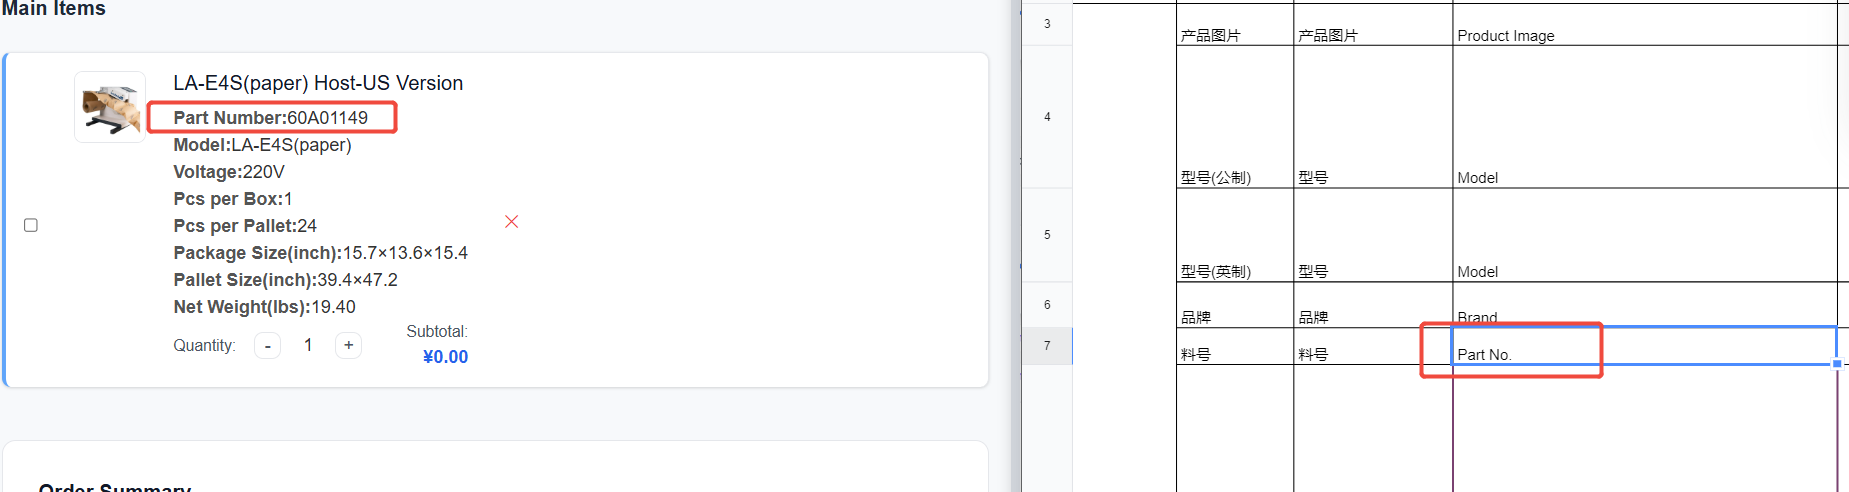 Main Items
LA-E4S(paper) Host-US Version
Part Number:60A01149
Model:LA-E4S(paper)
Voltage:220V
Pcs per Box:1
Pcs per Pallet:24
Package Size(inch):15.7×13.6×15.4
Pallet Size(inch):39.4×47.2
Net Weight(lbs):19.40
Quantity: - 1 +
Subtotal:
¥0.00
Order Summary
3 产品图片 产品图片 Product Image
4 型号(公制) 型号 Model
5 型号(英制) 型号 Model
6 品牌 品牌 Brand
7 料号 料号 Part No.